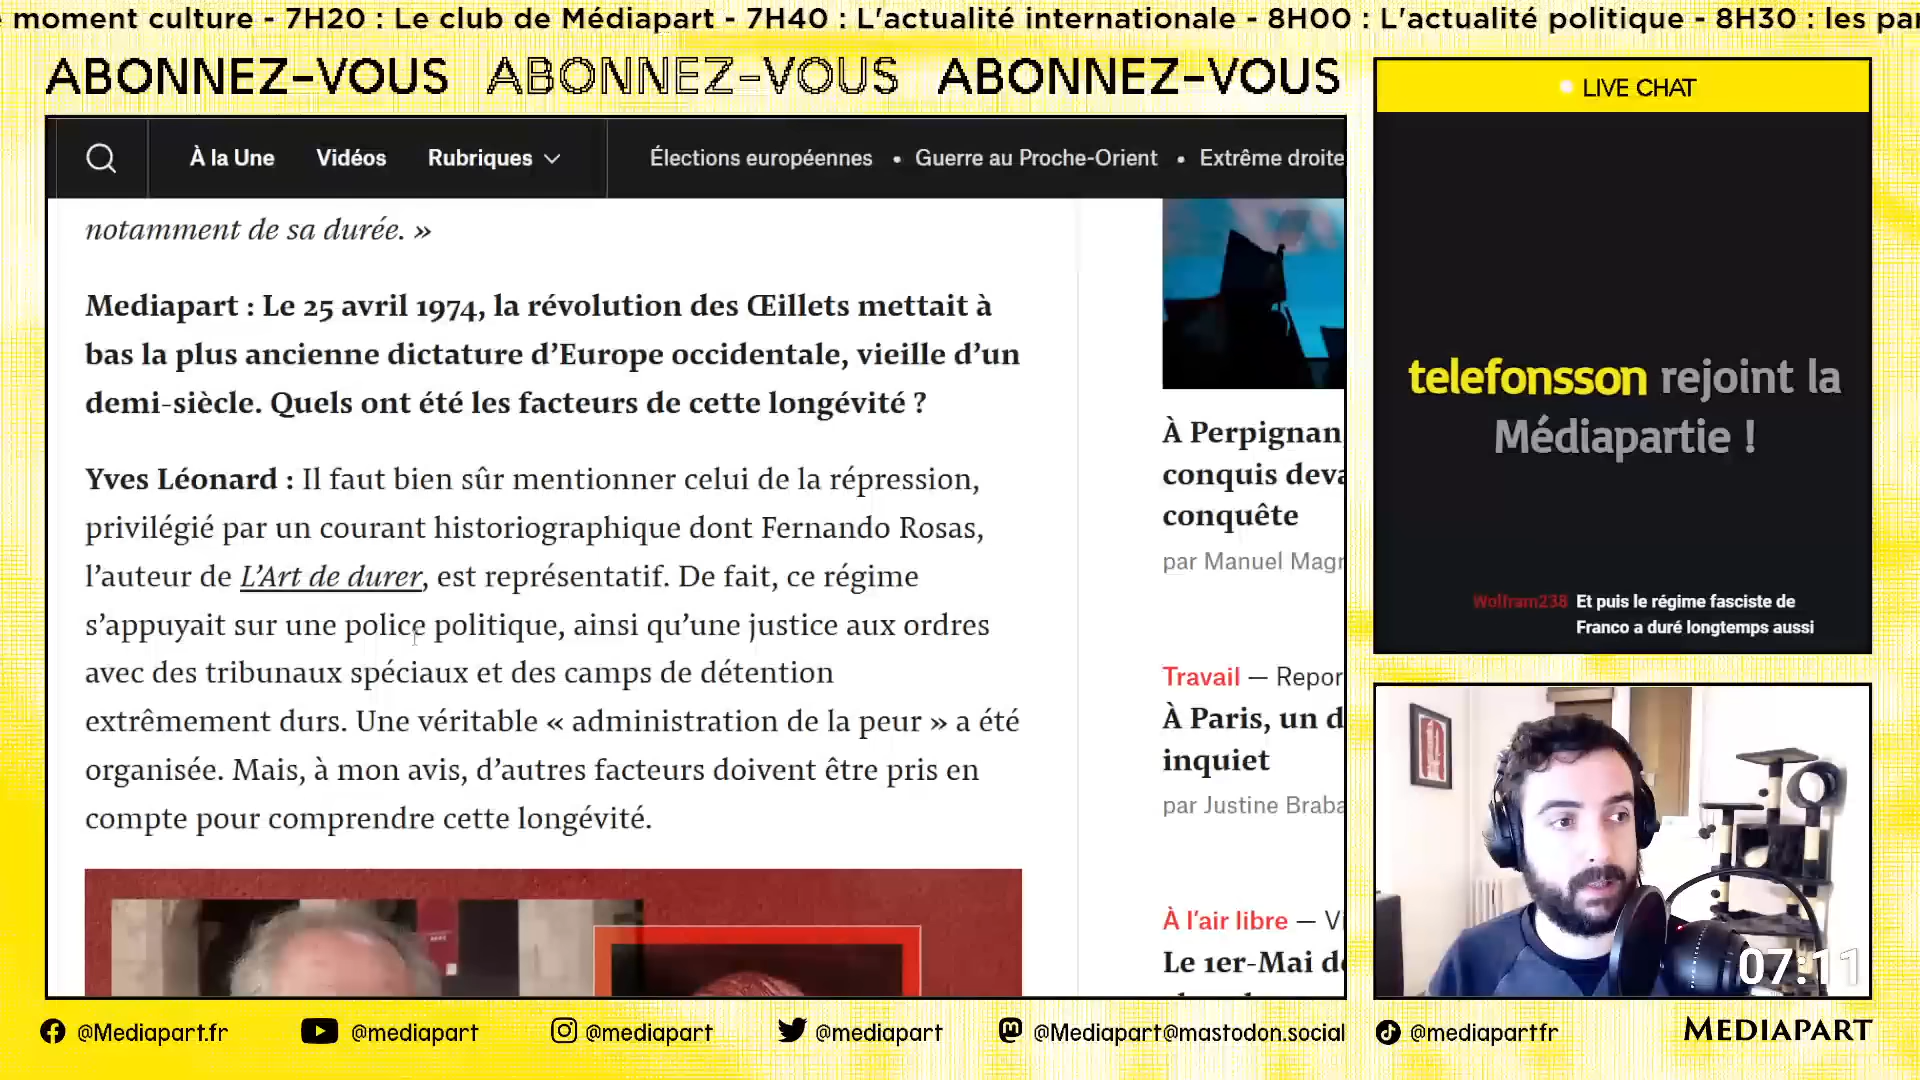 moment culture - 7H20 : Le club de Médiapart - 7H40 : L'actualité internationale - 8H00 : L'actualité politique - 8H30 : les
ABONNEZ-VOUS ABONNEZ-VOUS ABONNEZ-VOUS
LIVE CHAT
À la Une Vidéos Rubriques Élections européennes • Guerre au Proche-Orient • Extrême droite
notamment de sa durée. »
Mediapart : Le 25 avril 1974, la révolution des Œillets mettait à
bas la plus ancienne dictature d’Europe occidentale, vieille d’un
demi-siècle. Quels ont été les facteurs de cette longévité ?
Yves Léonard : Il faut bien sûr mentionner celui de la répression,
privilégié par un courant historiographique dont Fernando Rosas,
l’auteur de L’Art de durer, est représentatif. De fait, ce régime
s’appuyait sur une police politique, ainsi qu’une justice aux ordres
avec des tribunaux spéciaux et des camps de détention
extrêmement durs. Une véritable « administration de la peur » a été
organisée. Mais, à mon avis, d’autres facteurs doivent être pris en
compte pour comprendre cette longévité.
À Perpignan
conquis
conquête
par Manuel
Travail —
À Paris, un
inquiet
par Justine
À l’air libre —
Le 1er-Mai
telefonsson rejoint la
Médiapartie !
Wolfram238 Et puis le régime fasciste de
Franco a duré longtemps aussi
07:11
@Mediapart.fr @mediapart @mediapart @mediapart @Mediapart@mastodon.social @mediapartfr MEDIAPART